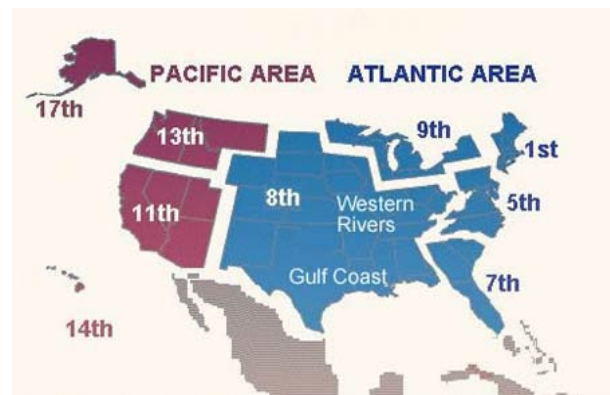 PACIFIC AREA
ATLANTIC AREA
17th
13th
9th
1st
11th
8th
Western
Rivers
5th
Gulf Coast
7th
14th